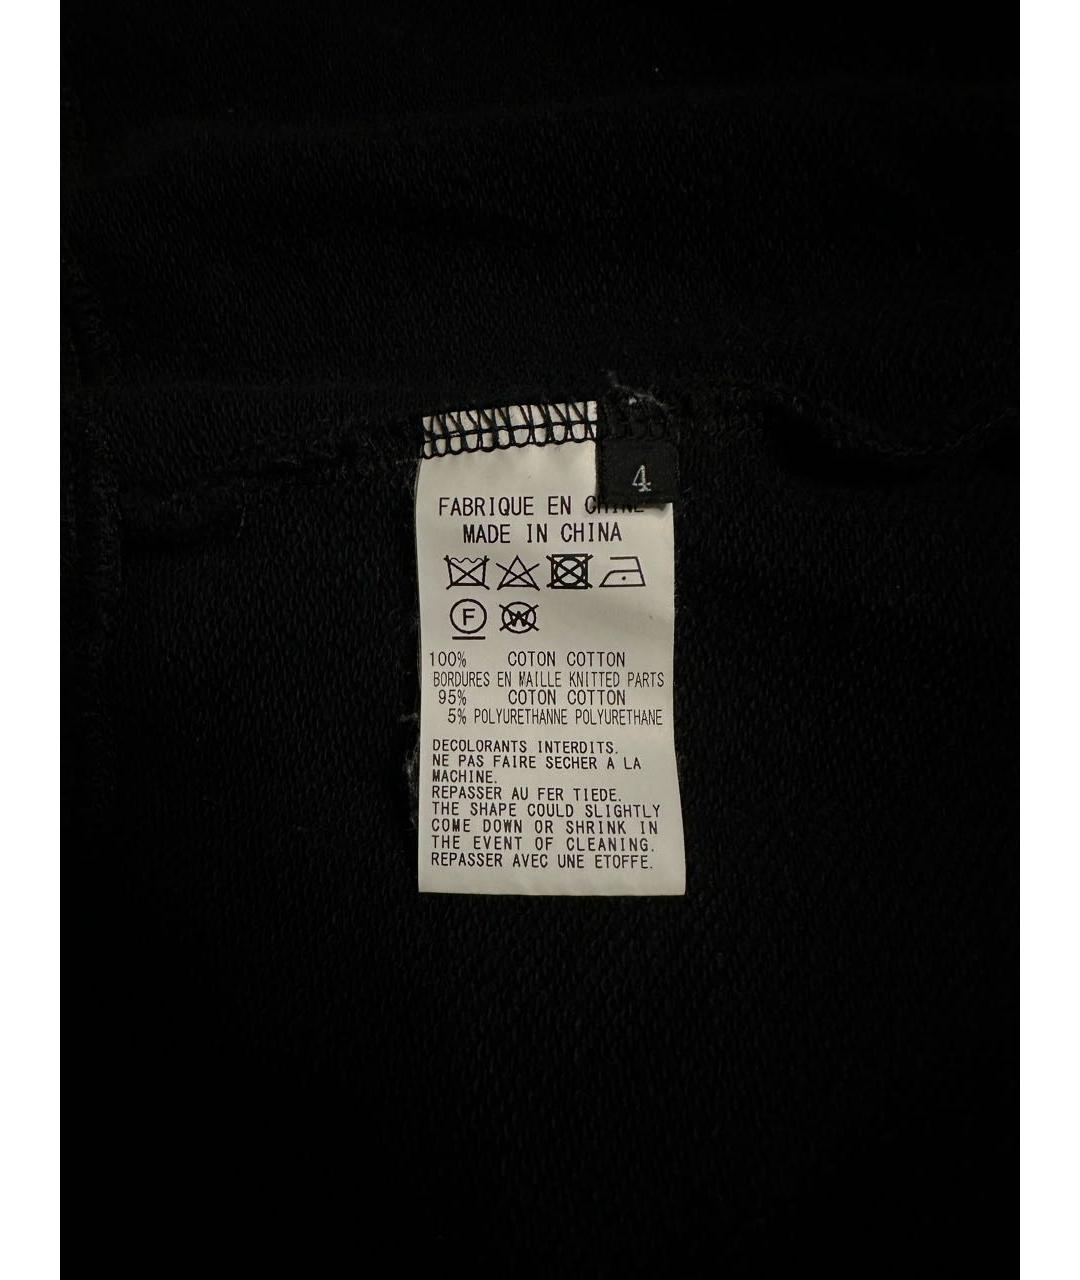 4
FABRIQUE EN CHINE
MADE IN CHINA
F
W
100% COTON COTTON
BORDURES EN MAILLE KNITTED PARTS
95% COTON COTTON
5% POLYURETHANNE POLYURETHANE
DECOLORANTS INTERDITS.
NE PAS FAIRE SECHER A LA
MACHINE.
REPASSER AU FER TIEDE.
THE SHAPE COULD SLIGHTLY
COME DOWN OR SHRINK IN
THE EVENT OF CLEANING.
REPASSER AVEC UNE ETOFFE.